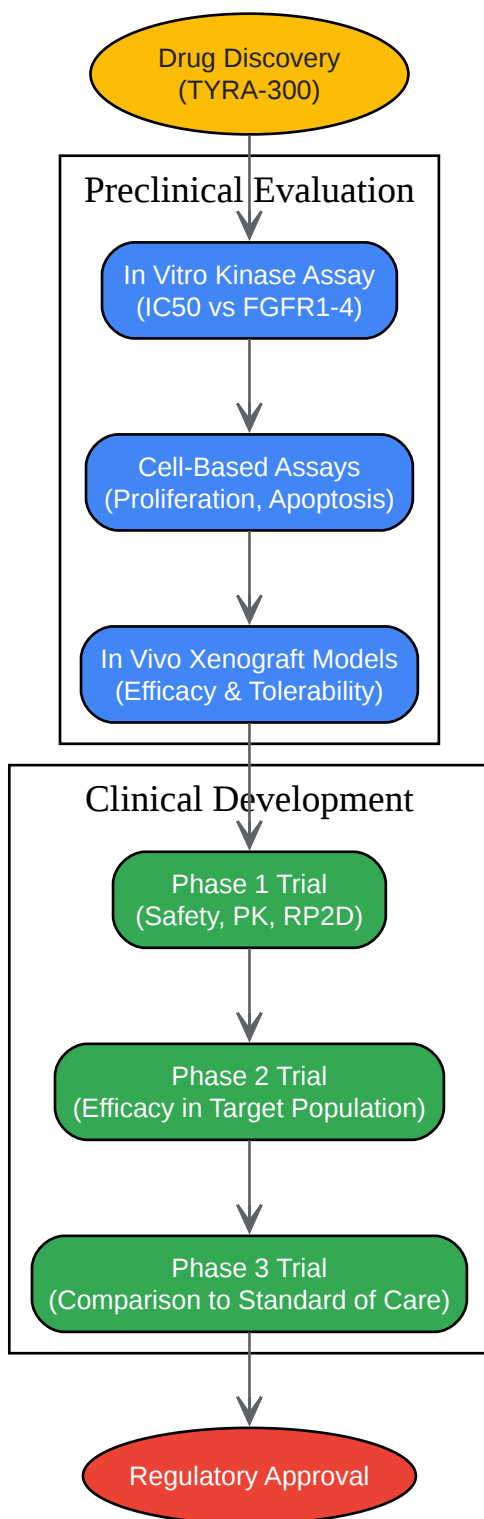 Drug Discovery
(TYRA-300)
Preclinical Evaluation
In Vitro Kinase Assay
(IC50 vs FGFR1-4)
Cell-Based Assays
(Proliferation, Apoptosis)
In Vivo Xenograft Models
(Efficacy & Tolerability)
Clinical Development
Phase 1 Trial
(Safety, PK, RP2D)
Phase 2 Trial
(Efficacy in Target Population)
Phase 3 Trial
(Comparison to Standard of Care)
Regulatory Approval